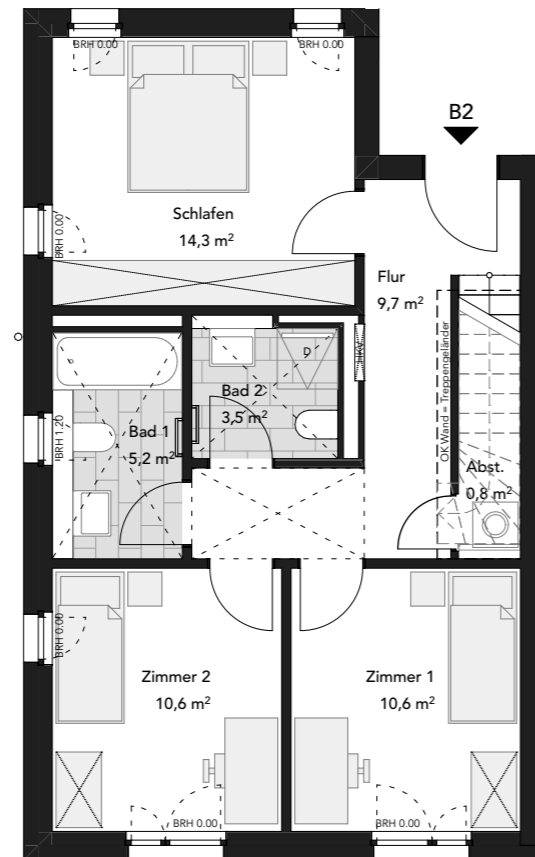 BRH 0.00
BRH 0.00
B2
Schlafen
14,3 m²
BRH 0.00
Flur
9,7 m²
OK Wand = Treppengeländer
D
Bad 2
3,5 m²
BRH 1.20
Bad 1
5,2 m²
Abst.
0,8 m²
BRH 0.00
Zimmer 2
10,6 m²
Zimmer 1
10,6 m²
BRH 0.00
BRH 0.00